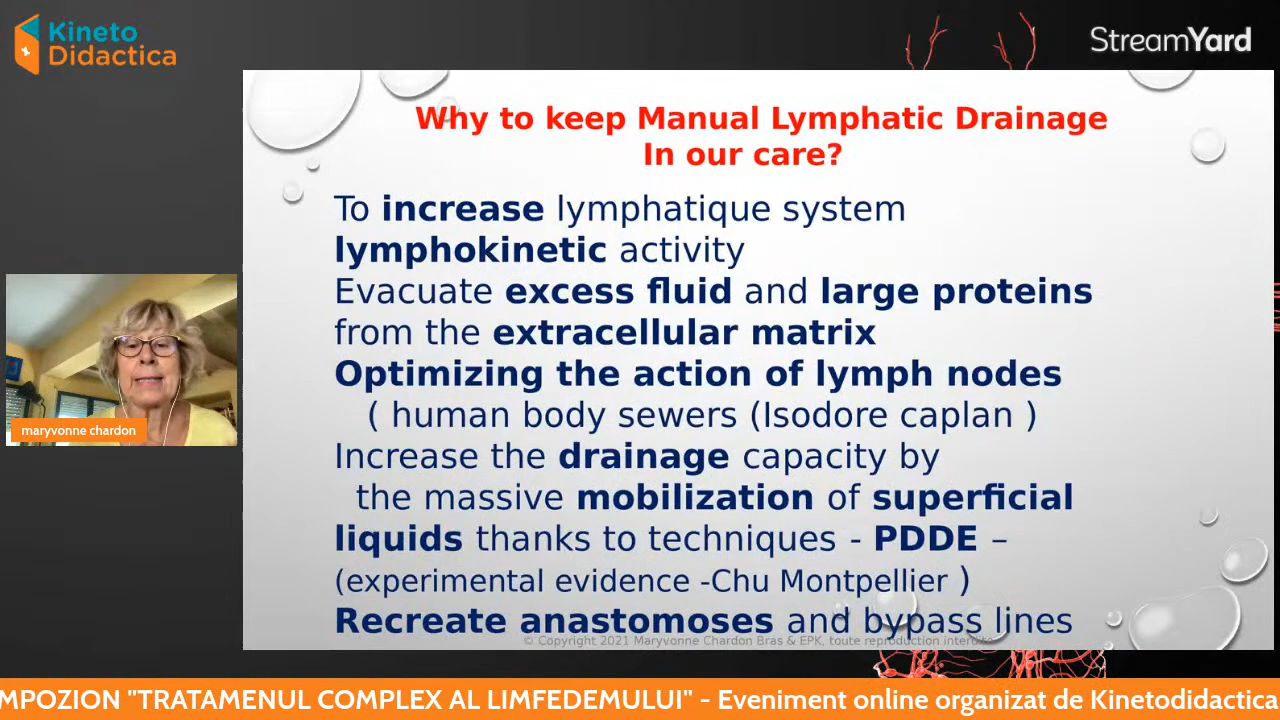 Kineto
Didactica
StreamYard
Why to keep Manual Lymphatic Drainage
In our care?
To increase lymphatique system
lymphokinetic activity
Evacuate excess fluid and large proteins
from the extracellular matrix
Optimizing the action of lymph nodes
( human body sewers (Isodore caplan )
Increase the drainage capacity by
the massive mobilization of superficial
liquids thanks to techniques - PDDE –
(experimental evidence -Chu Montpellier )
Recreate anastomoses and bypass lines
© Copyright 2021 Maryvonne Chardon Bras & EPK, toute reproduction interdite
maryvonne chardon
MPOZION "TRATAMENUL COMPLEX AL LIMFEDEMULUI" - Eveniment online organizat de Kinetodidactica